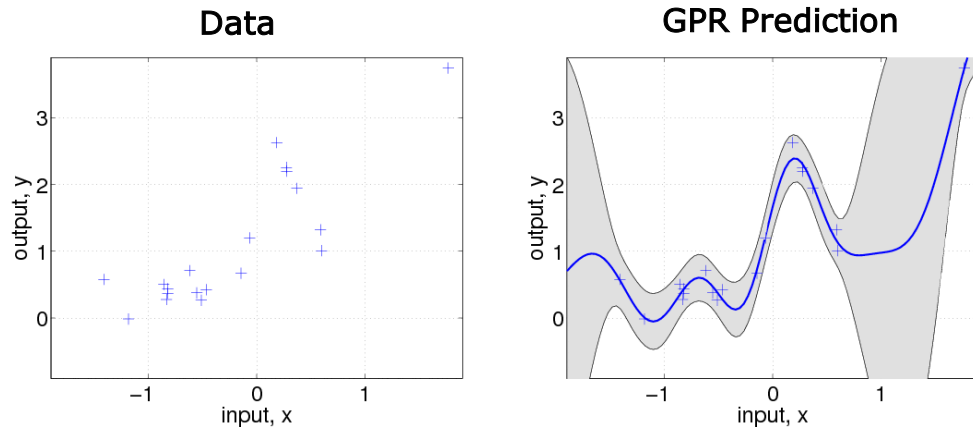 Data
3
2
1
0
output, y
−1
0
1
input, x
GPR Prediction
3
2
1
0
output, y
−1
0
1
input, x